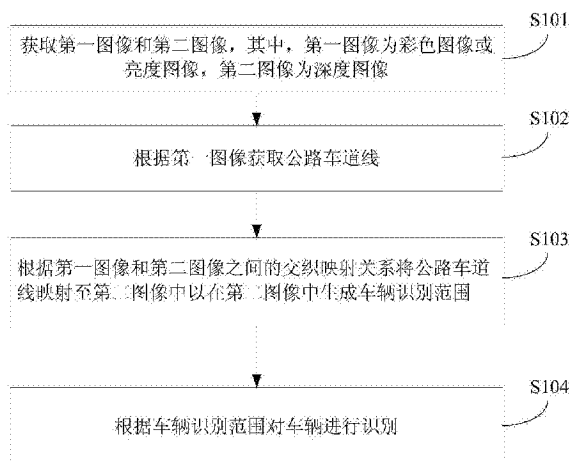 S101
获取第一图像和第二图像，其中，第一图像为彩色图像或
亮度图像，第二图像为深度图像
S102
根据第一图像获取公路车道线
S103
根据第一图像和第二图像之间的交织映射关系将公路车道
线映射至第二图像中以在第二图像中生成车辆识别范围
S104
根据车辆识别范围对车辆进行识别